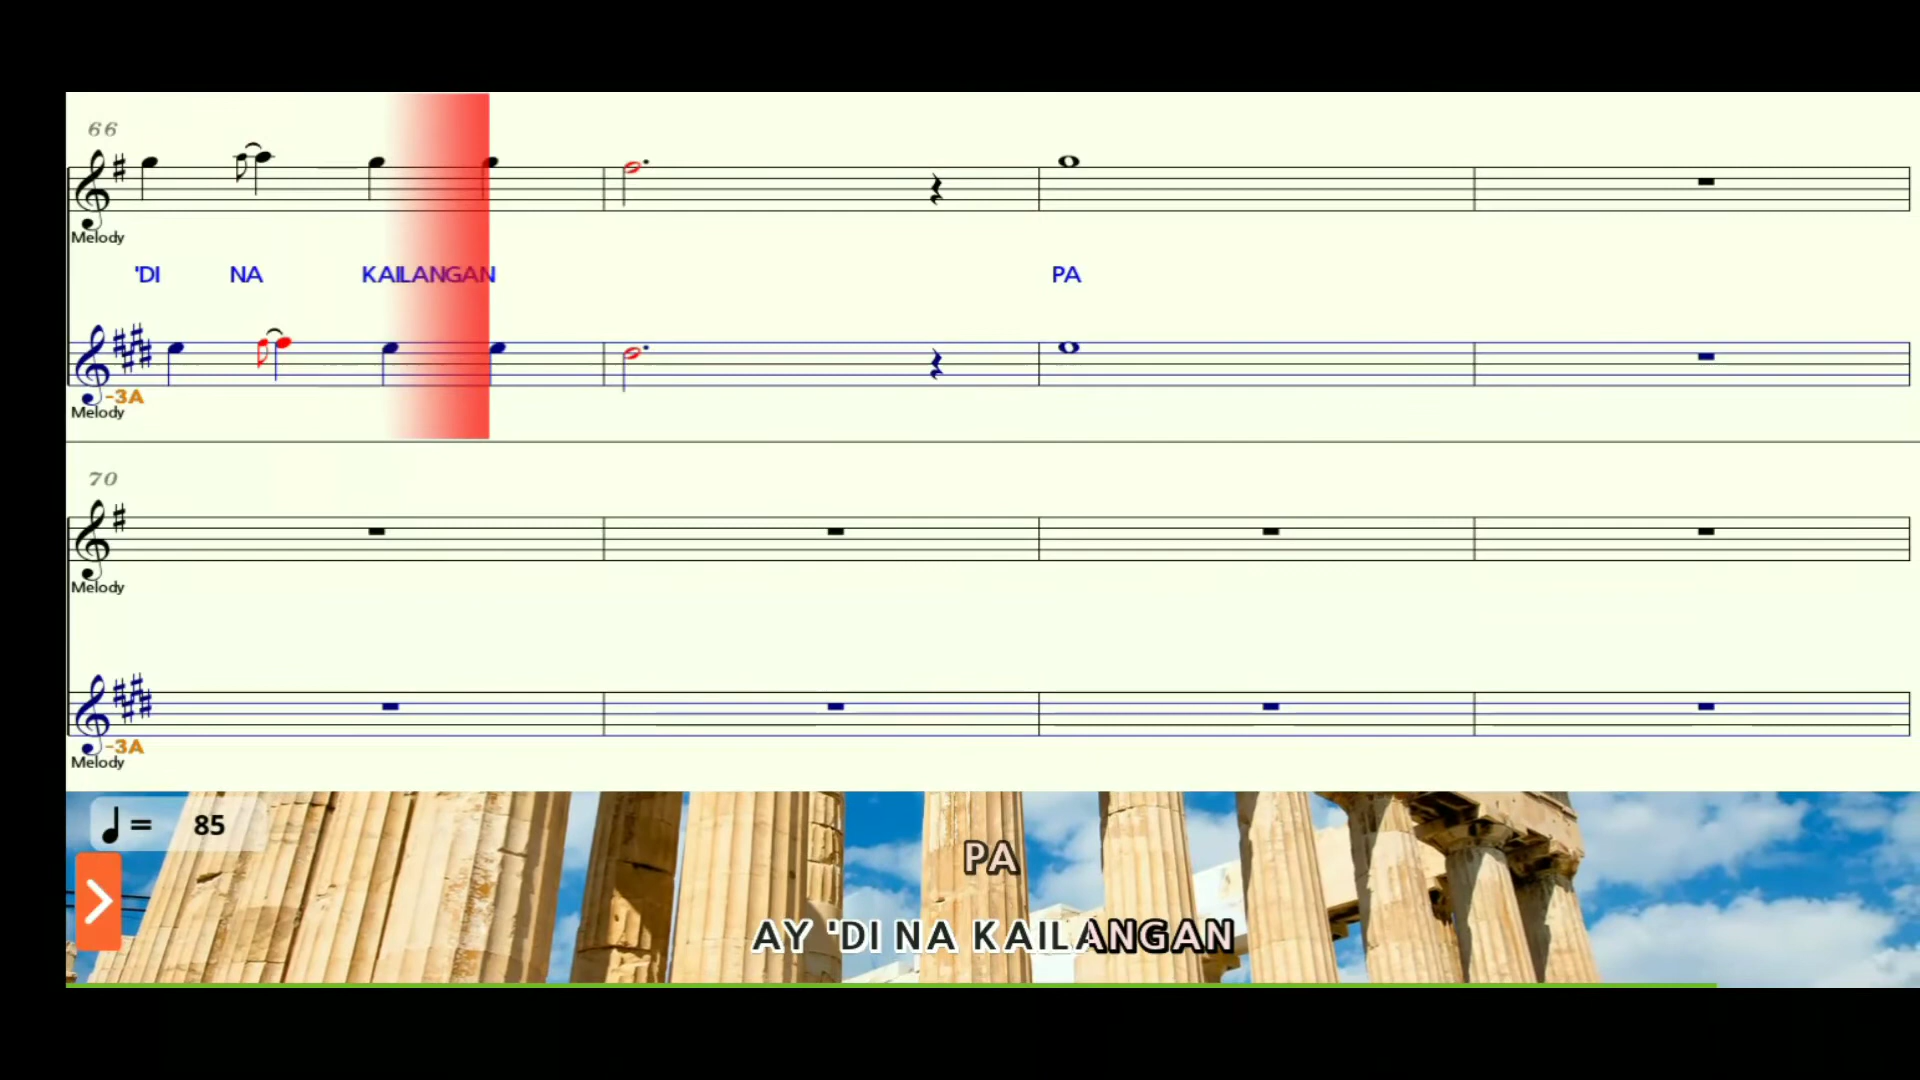 66
Melody
'DI NA KAILANGAN PA
-3A
Melody
70
Melody
-3A
Melody
= 85
PA
AY 'DI NA KAILANGAN